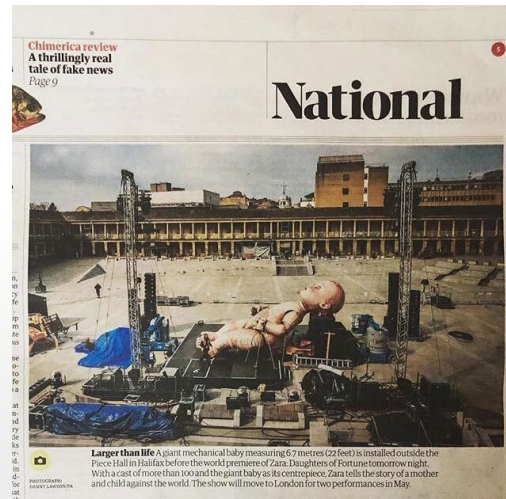 Chimerica review
A thrillingly real
tale of fake news
Page 9
5
National
Larger than life A giant mechanical baby measuring 6.7 metres (22 feet) is installed outside the
Piece Hall in Halifax before the world premiere of Zara: Daughters of Fortune tomorrow night.
With a cast of more than 100 and the giant baby as its centrepiece, Zara tells the story of a mother
and child against the world. The show will move to London for two performances in May.
PHOTOGRAPH:
DANNY LAWSON/PA